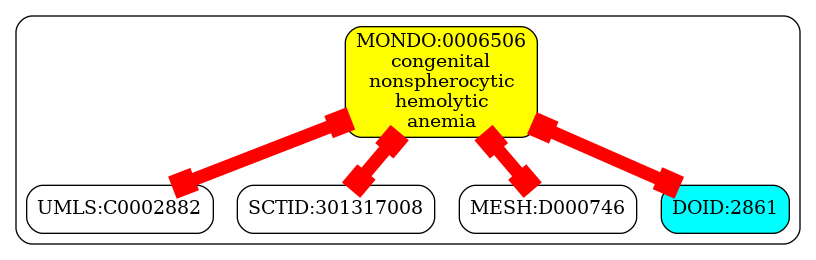 MONDO:0006506
congenital
nonspherocytic
hemolytic
anemia
UMLS:C0002882
SCTID:301317008
MESH:D000746
DOID:2861